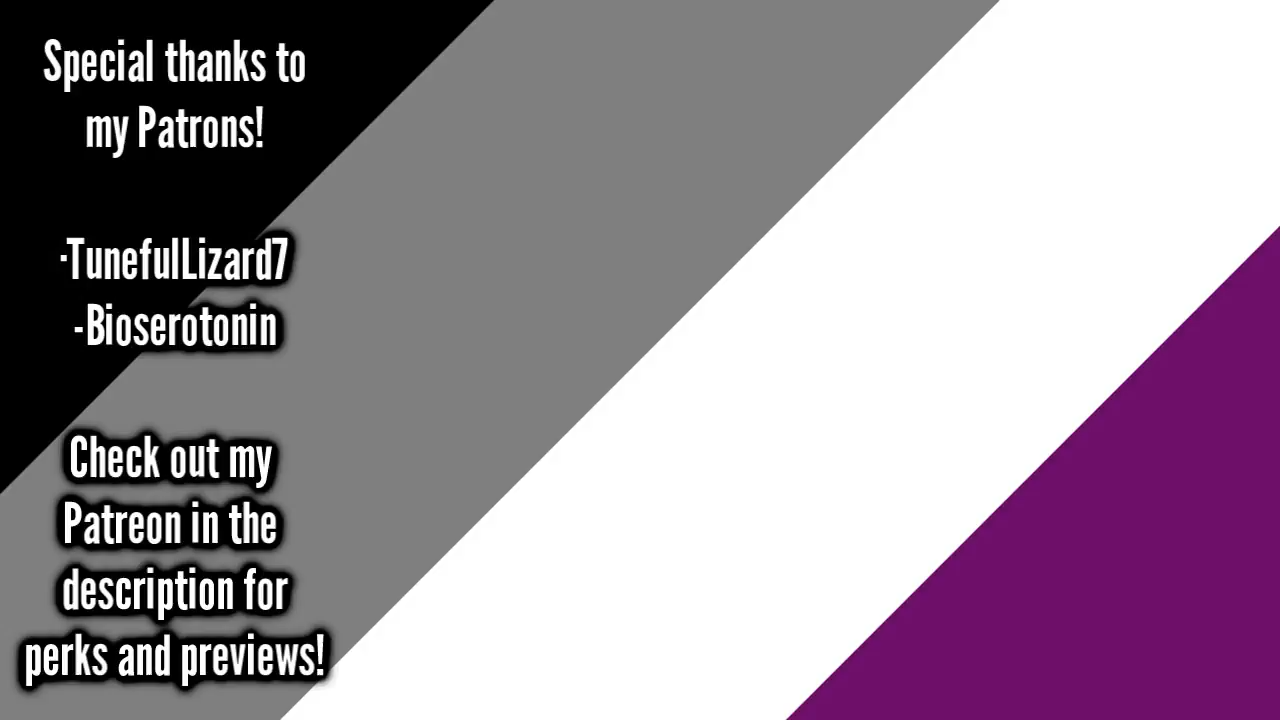 Special thanks to
my Patrons!
-TunefulLizard7
-Bioserotonin
Check out my
Patreon in the
description for
perks and previews!